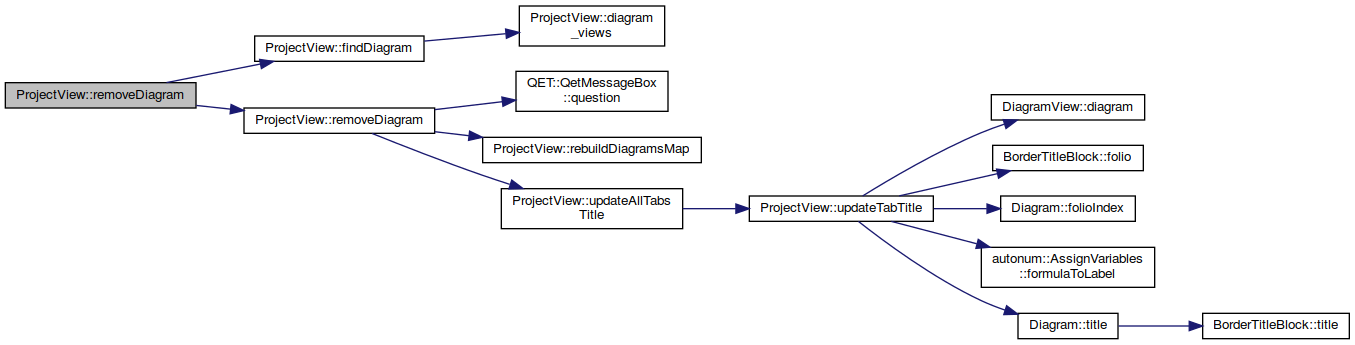 ProjectView::removeDiagram
ProjectView::findDiagram
ProjectView::diagram
_views
ProjectView::removeDiagram
QET::QetMessageBox
::question
ProjectView::rebuildDiagramsMap
ProjectView::updateAllTabs
Title
ProjectView::updateTabTitle
DiagramView::diagram
BorderTitleBlock::folio
Diagram::folioIndex
autonum::AssignVariables
::formulaToLabel
Diagram::title
BorderTitleBlock::title